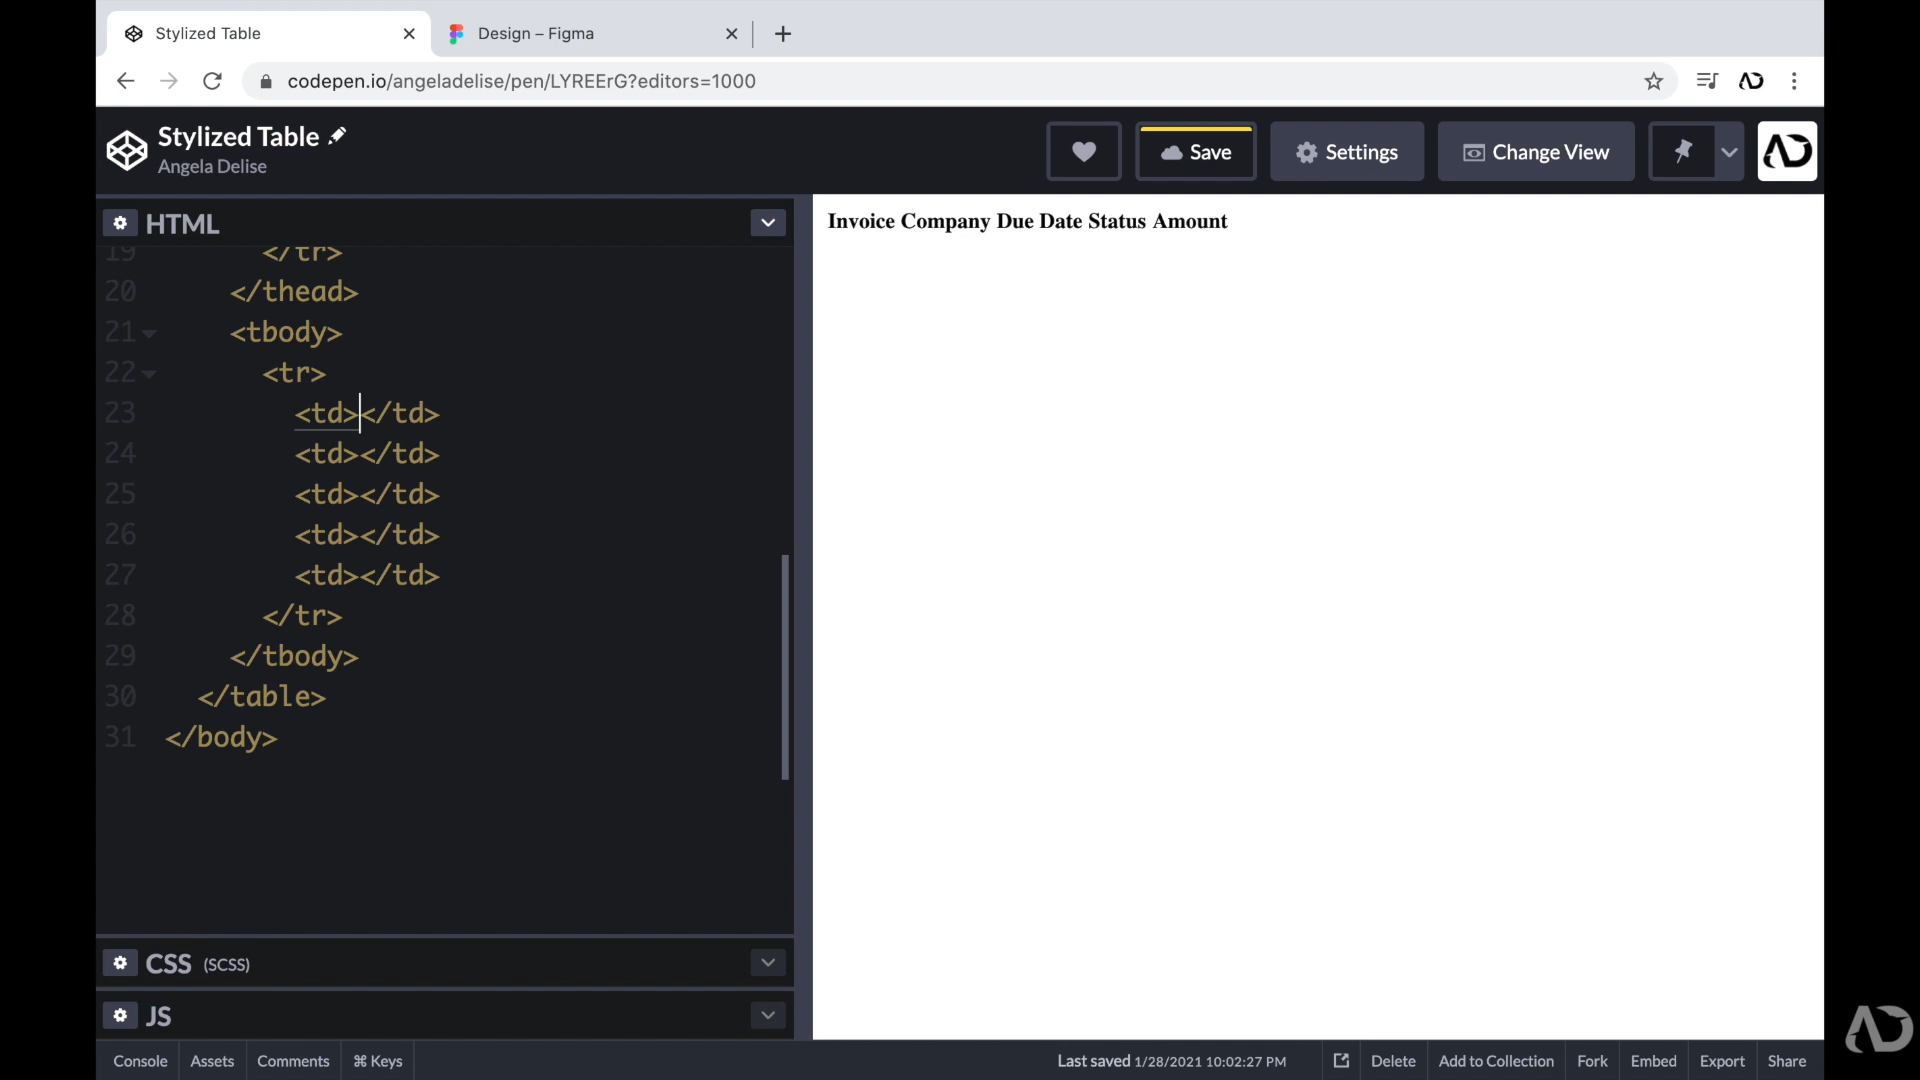 Stylized Table
Design – Figma
codepen.io/angeladelise/pen/LYREErG?editors=1000
Stylized Table
Angela Delise
Save
Settings
Change View
HTML
19 </tr>
20 </thead>
21 <tbody>
22 <tr>
23 <td></td>
24 <td></td>
25 <td></td>
26 <td></td>
27 <td></td>
28 </tr>
29 </tbody>
30 </table>
31 </body>
Invoice Company Due Date Status Amount
CSS (SCSS)
JS
Console Assets Comments ⌘ Keys Last saved 1/28/2021 10:02:27 PM Delete Add to Collection Fork Embed Export Share